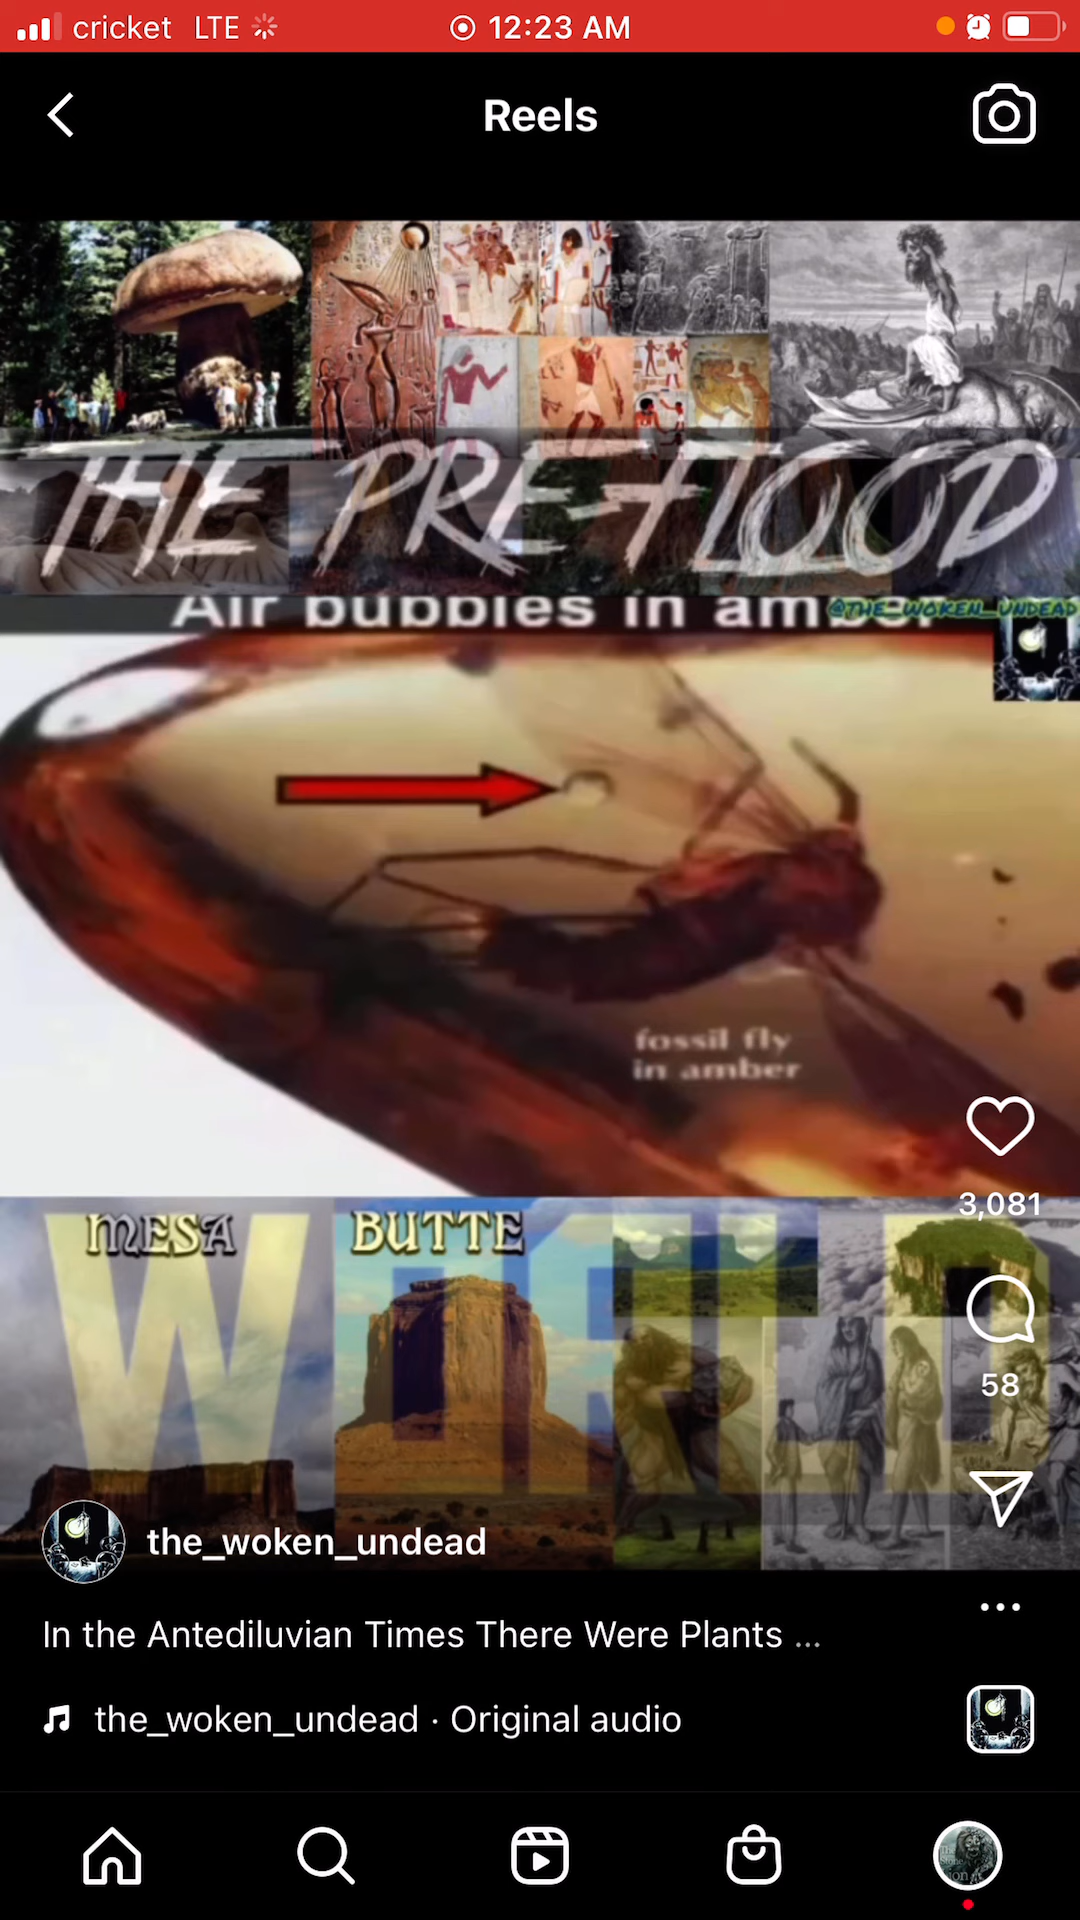 cricket LTE 12:23 AM
Reels
THE PRE-FLOOD
Air bubbles in amber
@THE_WOKEN_UNDEAD
fossil fly
in amber
3,081
MESA BUTTE
WORLD
58
the_woken_undead
In the Antediluvian Times There Were Plants ...
the_woken_undead · Original audio